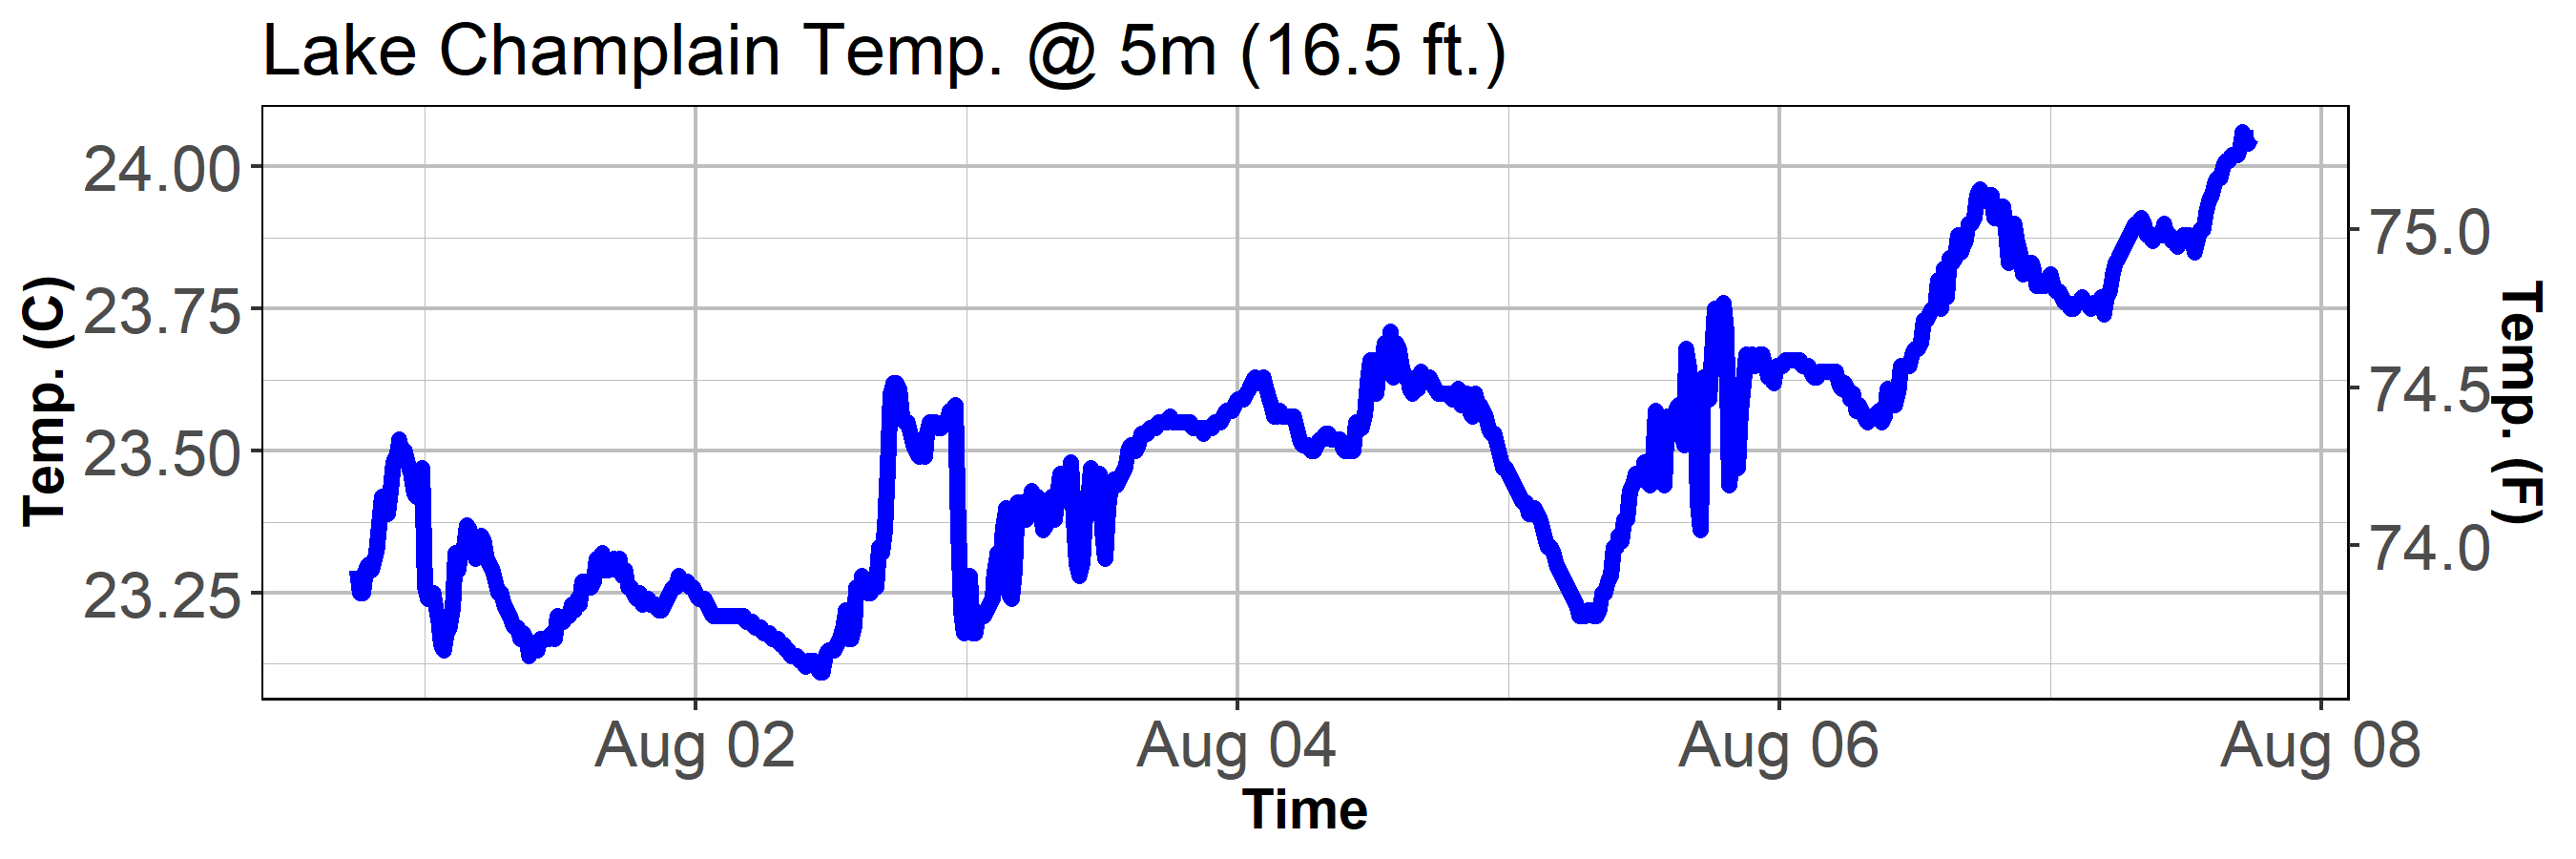 Lake Champlain Temp. @ 5m (16.5 ft.)
Temp. (C)
24.00
23.75
23.50
23.25
75.0
74.5
74.0
Temp. (F)
Aug 02
Aug 04
Aug 06
Aug 08
Time